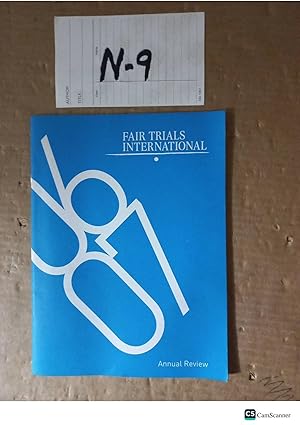 AUTHOR
TITLE
N-9
FAIR TRIALS
INTERNATIONAL
Annual Review
CS CamScanner